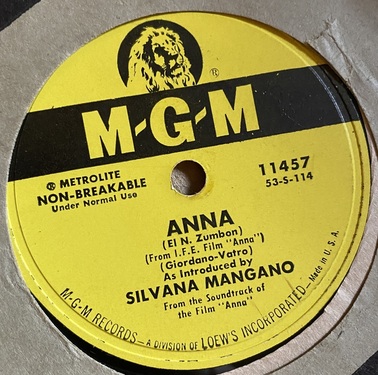 ®
M-G-M
® METROLITE
NON-BREAKABLE
Under Normal Use
11457
53-S-114
ANNA
(El N. Zumbon)
(From I.F.E. Film "Anna")
(Giordano-Vatro)
As Introduced by
SILVANA MANGANO
From the Soundtrack of
the Film "Anna"
M-G-M RECORDS—A DIVISION OF LOEW'S INCORPORATED—Made in U.S.A.